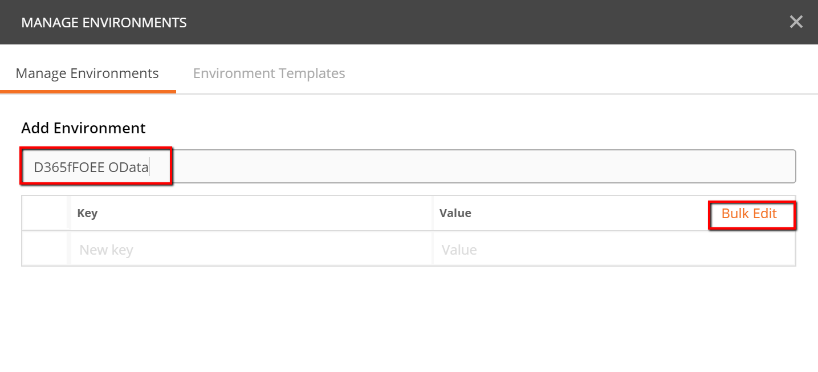 MANAGE ENVIRONMENTS
Manage Environments Environment Templates
Add Environment
D365fFOEE OData
Key Value Bulk Edit
New key Value